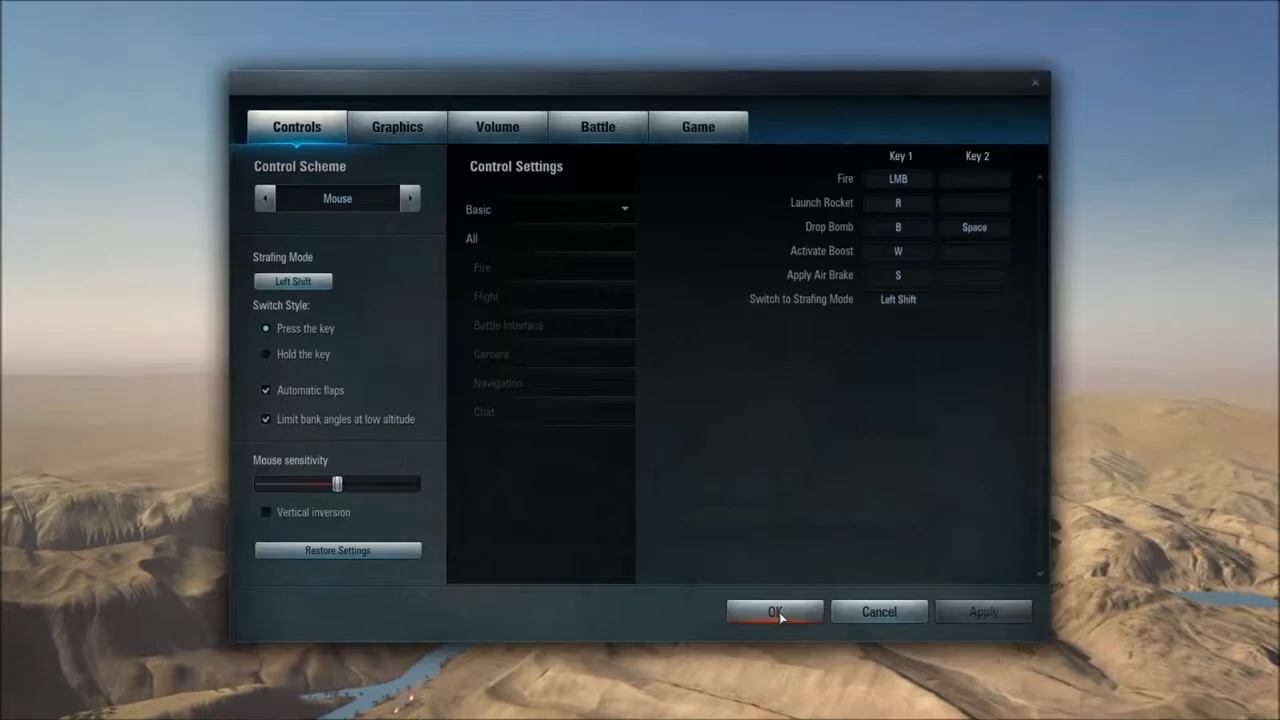 Controls
Graphics
Volume
Battle
Game
Control Scheme
Mouse
Strafing Mode
Left Shift
Switch Style:
Press the key
Hold the key
Automatic flaps
Limit bank angles at low altitude
Mouse sensitivity
Vertical inversion
Restore Settings
Control Settings
Basic
All
Fire
Flight
Battle Interface
Camera
Navigation
Chat
Key 1 Key 2
Fire LMB
Launch Rocket R
Drop Bomb B Space
Activate Boost W
Apply Air Brake S
Switch to Strafing Mode Left Shift
OK
Cancel
Apply